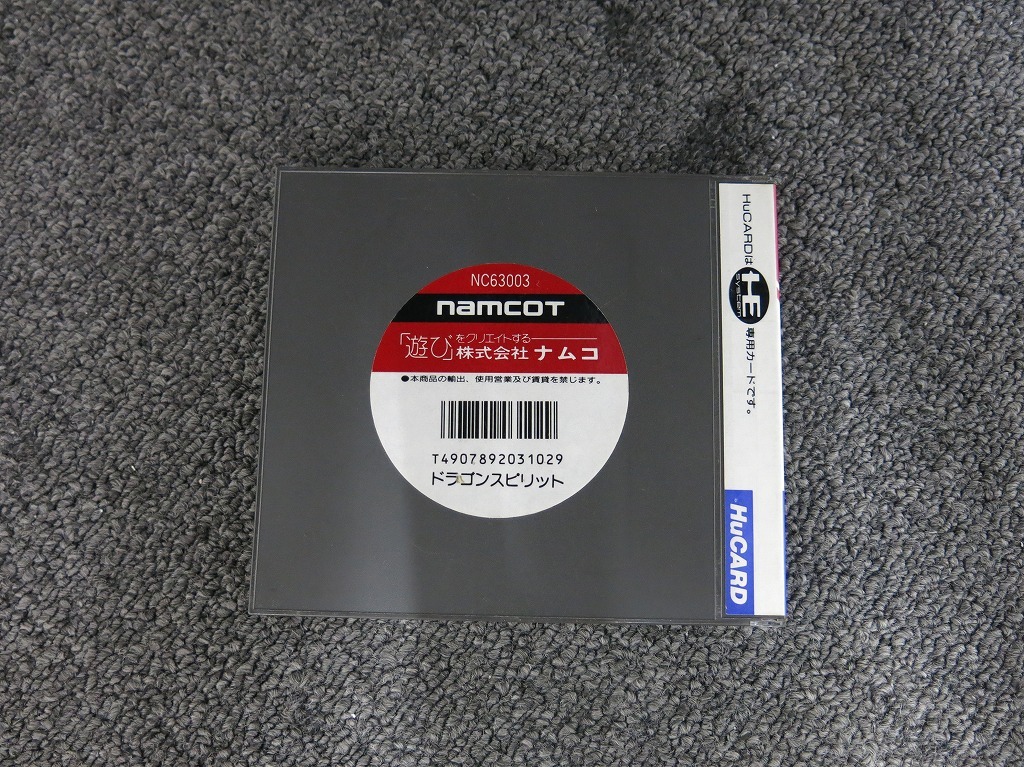 NC63003
namcot
「遊び」をクリエイトする
株式会社ナムコ
●本商品の輸出、使用営業及び賃貸を禁じます。
T4907892031029
ドラゴンスピリット
HuCARDは HE SYSTEM 専用カードです。
HuCARD